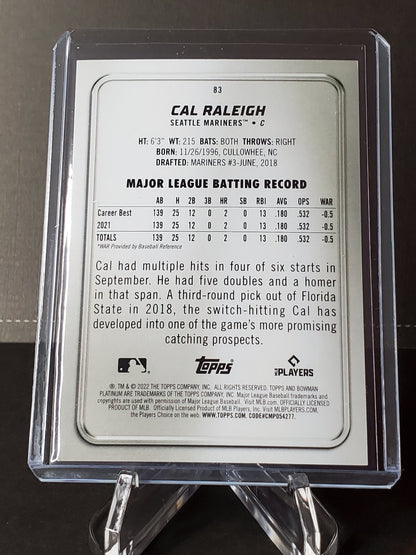 83
CAL RALEIGH
SEATTLE MARINERS™ • C
HT: 6'3" WT: 215 BATS: BOTH THROWS: RIGHT
BORN: 11/26/1996, CULLOWHEE, NC
DRAFTED: MARINERS #3-JUNE, 2018
MAJOR LEAGUE BATTING RECORD
AB H 2B 3B HR SB RBI AVG OPS WAR
Career Best 139 25 12 0 2 0 13 .180 .532 -0.5
2021 139 25 12 0 2 0 13 .180 .532 -0.5
TOTALS 139 25 12 0 2 0 13 .180 .532 -0.5
*WAR Provided by Baseball Reference
Cal had multiple hits in four of six starts in
September. He had five doubles and a homer
in that span. A third-round pick out of Florida
State in 2018, the switch-hitting Cal has
developed into one of the game's more promising
catching prospects.
Topps
MLB PLAYERS
®, TM & © 2022 THE TOPPS COMPANY, INC. ALL RIGHTS RESERVED. TOPPS AND BOWMAN
PLATINUM ARE TRADEMARKS OF THE TOPPS COMPANY, INC. Major League Baseball trademarks and
copyrights are used with permission of Major League Baseball. Visit MLB.com. OFFICIALLY LICENSED
PRODUCT OF MLB. Officially Licensed Product of MLB Players, Inc. Visit MLBPLAYERS.com,
the Players Choice on the web. WWW.TOPPS.COM CODE#CMP054277.